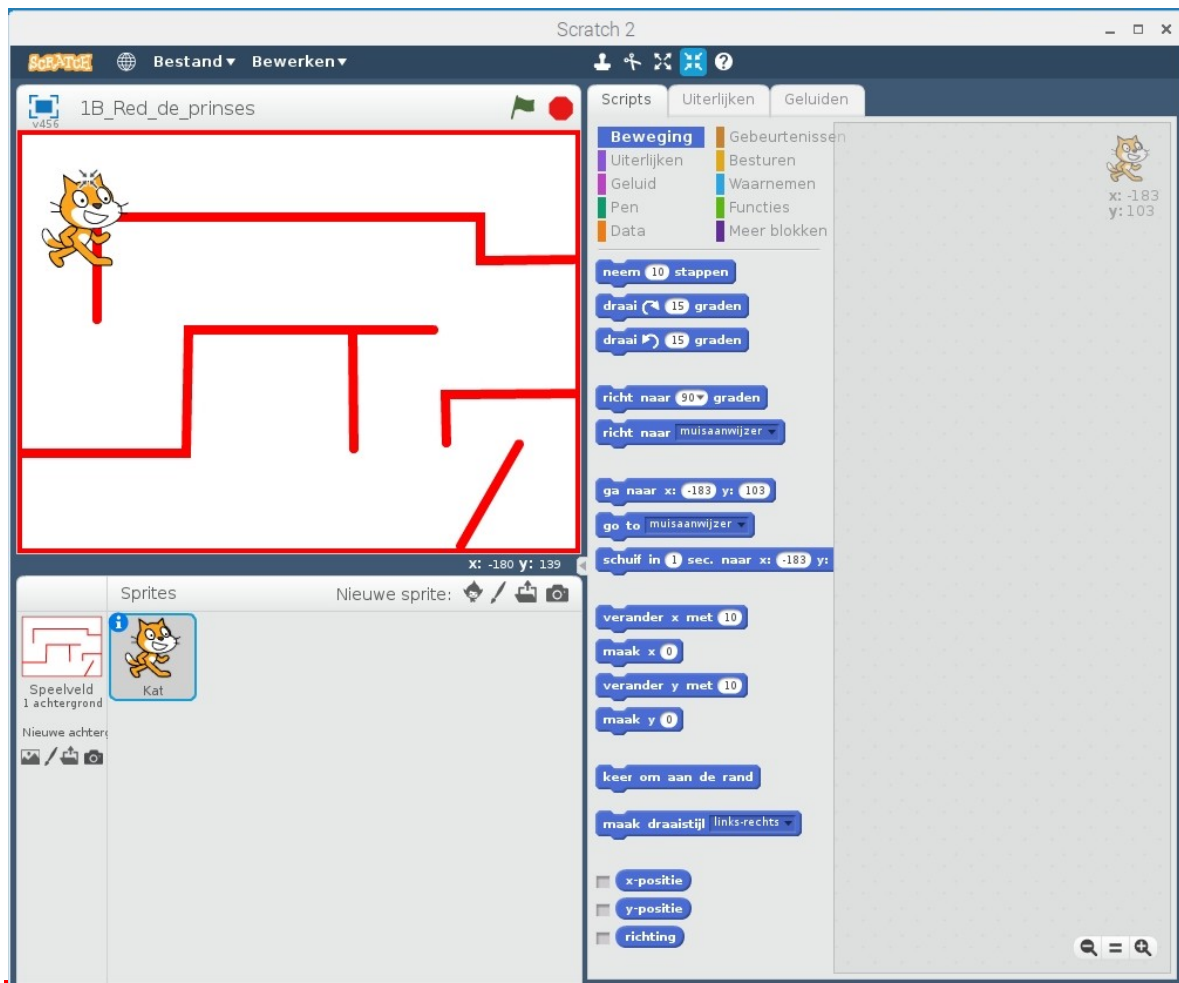 Scratch 2
SCRATCH Bestand▾ Bewerken▾
v456
1B_Red_de_prinses
x: -180 y: 139
Sprites
Nieuwe sprite:
Speelveld
1 achtergrond
Nieuwe achterg
Kat
Scripts Uiterlijken Geluiden
Beweging Gebeurtenissen
Uiterlijken Besturen
Geluid Waarnemen
Pen Functies
Data Meer blokken
neem 10 stappen
draai 15 graden
draai 15 graden
richt naar 90▾ graden
richt naar muisaanwijzer
ga naar x: -183 y: 103
go to muisaanwijzer
schuif in 1 sec. naar x: -183 y:
verander x met 10
maak x 0
verander y met 10
maak y 0
keer om aan de rand
maak draaistijl links-rechts
x-positie
y-positie
richting
x: -183
y: 103